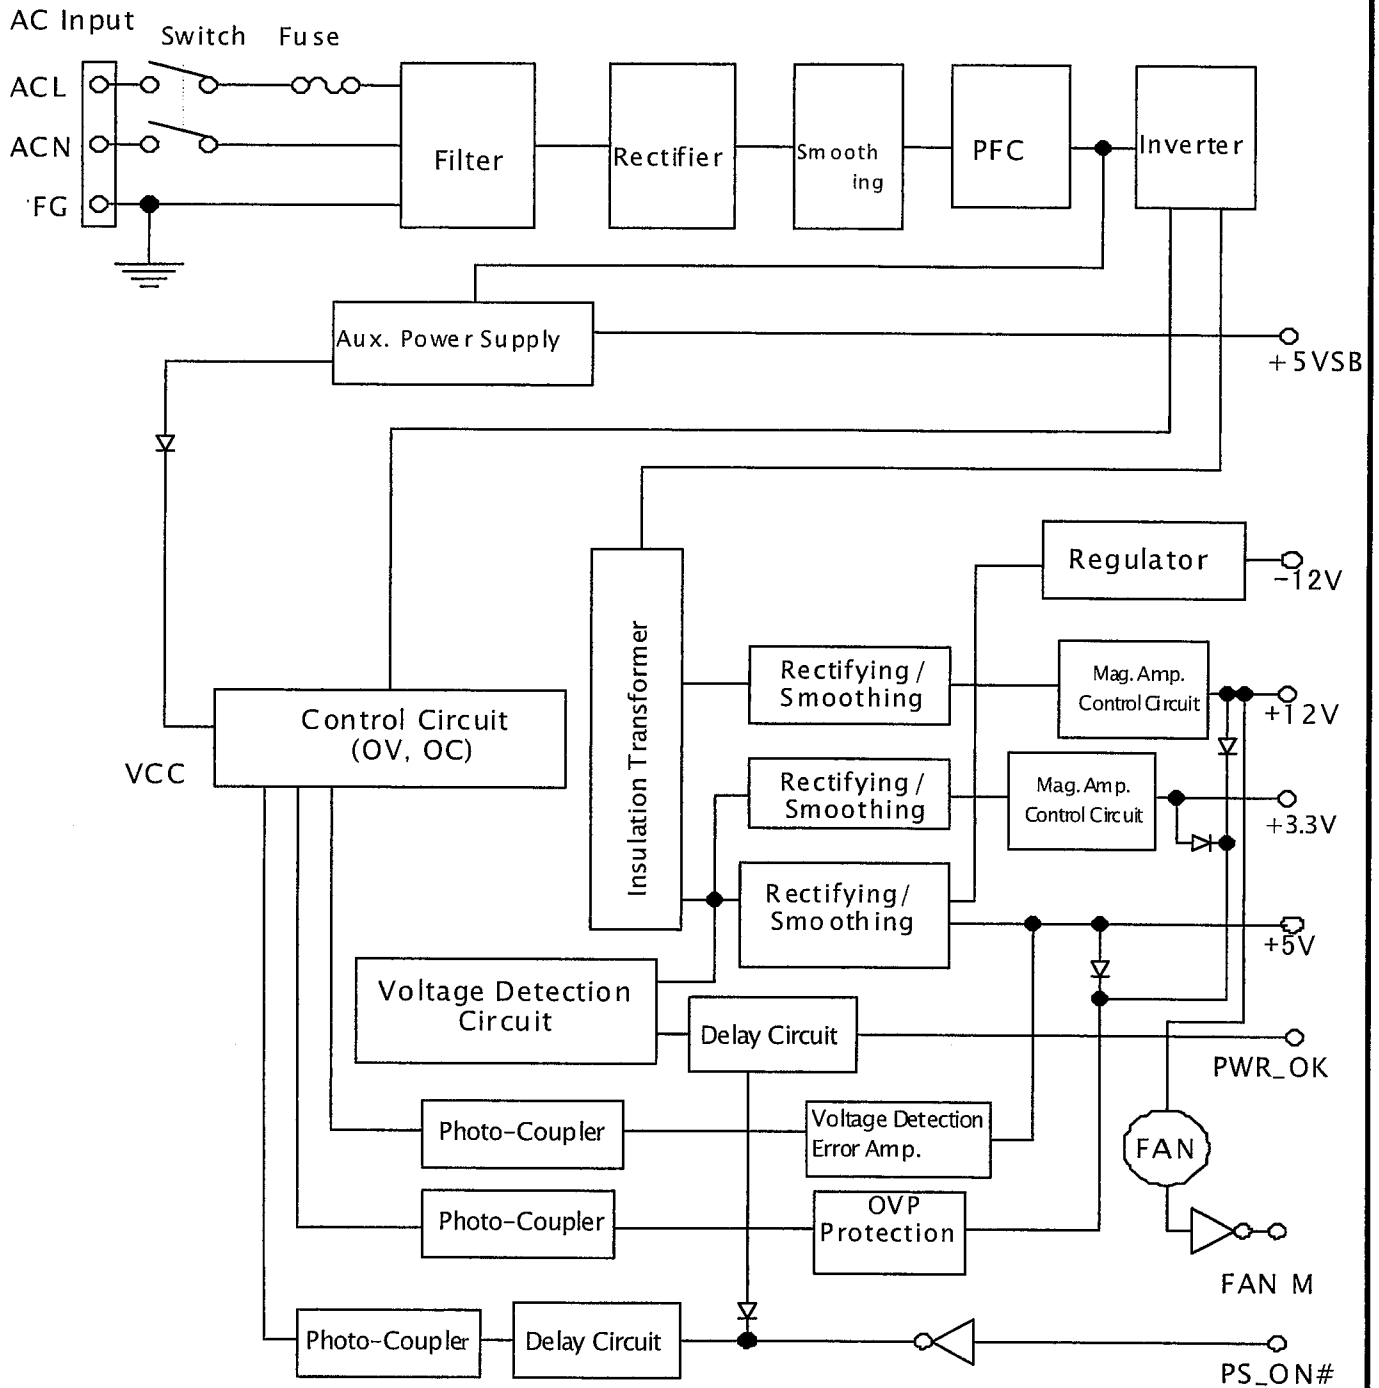 AC Input
Switch Fuse
ACL
ACN
FG
Filter
Rectifier
Smooth
ing
PFC
Inverter
Aux. Power Supply
+5VSB
Regulator
-12V
Insulation Transformer
Rectifying/
Smoothing
Mag. Amp.
Control Circuit
+12V
Control Circuit
(OV, OC)
VCC
Rectifying/
Smoothing
Mag. Amp.
Control Circuit
+3.3V
Rectifying/
Smoothing
+5V
Voltage Detection
Circuit
Delay Circuit
PWR_OK
Photo-Coupler
Voltage Detection
Error Amp.
FAN
Photo-Coupler
OVP
Protection
FAN M
Photo-Coupler
Delay Circuit
PS_ON#